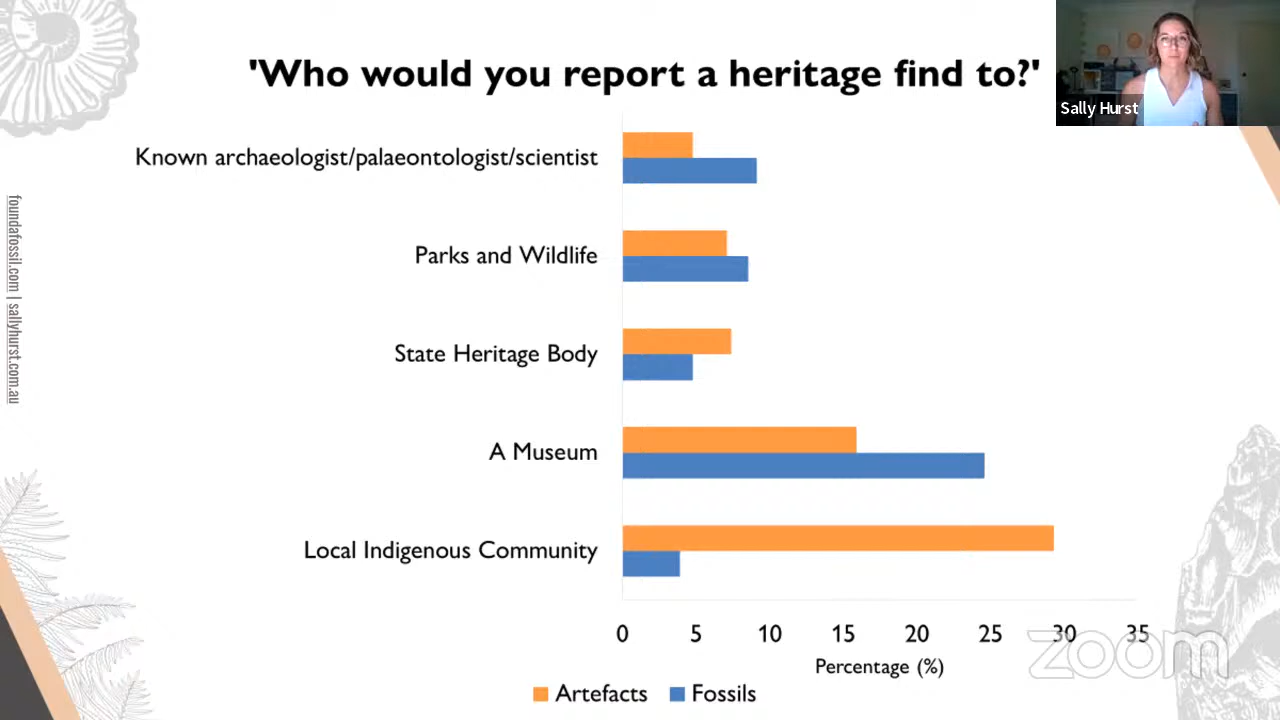 'Who would you report a heritage find to?'
Sally Hurst
Known archaeologist/palaeontologist/scientist
Parks and Wildlife
State Heritage Body
A Museum
Local Indigenous Community
0 5 10 15 20 25 30 35
Percentage (%)
Artefacts Fossils
foundafossil.com | sallyhurst.com.au
zoom